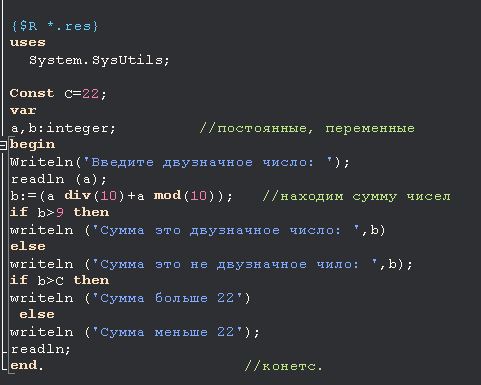 {$R *.res}
uses
System.SysUtils;
Const C=22;
var
a,b:integer; //постоянные, переменные
begin
Writeln('Введите двузначное число: ');
readln (a);
b:=(a div(10)+a mod(10)); //находим сумму чисел
if b>9 then
writeln ('Сумма это двузначное число: ',b)
else
writeln ('Сумма это не двузначное чило: ',b);
if b>C then
writeln ('Сумма больше 22')
else
writeln ('Сумма меньше 22');
readln;
end. //конетс.